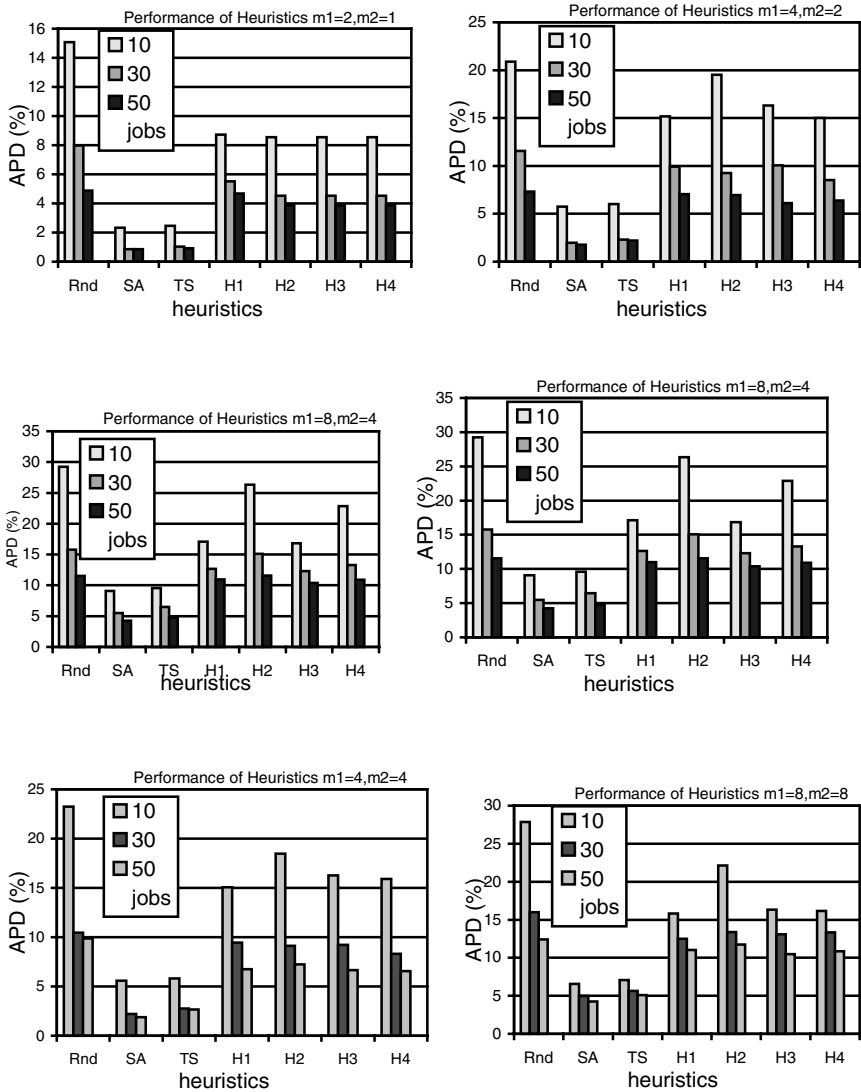 Performance of Heuristics m1=2,m2=1
16
14
12
10
8
6
4
2
0
APD (%)
10
30
50
jobs
Rnd SA TS H1 H2 H3 H4
heuristics
Performance of Heuristics m1=4,m2=2
25
20
15
10
5
0
APD (%)
10
30
50
jobs
Rnd SA TS H1 H2 H3 H4
heuristics
Performance of Heuristics m1=8,m2=4
35
30
25
20
15
10
5
0
APD (%)
10
30
50
jobs
Rnd SA TS H1 H2 H3 H4
heuristics
Performance of Heuristics m1=8,m2=4
35
30
25
20
15
10
5
0
APD (%)
10
30
50
jobs
Rnd SA TS H1 H2 H3 H4
heuristics
Performance of Heuristics m1=4,m2=4
25
20
15
10
5
0
APD (%)
10
30
50
jobs
Rnd SA TS H1 H2 H3 H4
heuristics
Performance of Heuristics m1=8,m2=8
30
25
20
15
10
5
0
APD (%)
10
30
50
jobs
Rnd SA TS H1 H2 H3 H4
heuristics